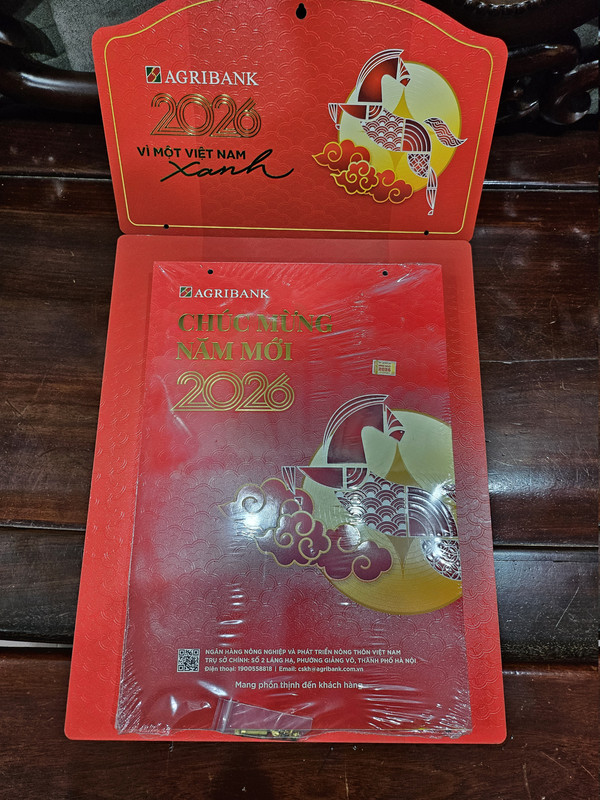 AGRIBANK
2026
VÌ MỘT VIỆT NAM
xanh
AGRIBANK
CHÚC MỪNG
NĂM MỚI
2026
NGÂN HÀNG NÔNG NGHIỆP VÀ PHÁT TRIỂN NÔNG THÔN VIỆT NAM
TRỤ SỞ CHÍNH: SỐ 2 LÁNG HẠ, PHƯỜNG GIẢNG VÕ, THÀNH PHỐ HÀ NỘI
Điện thoại: 1900558818 | Email: cskh@agribank.com.vn
Mang phồn thịnh đến khách hàng